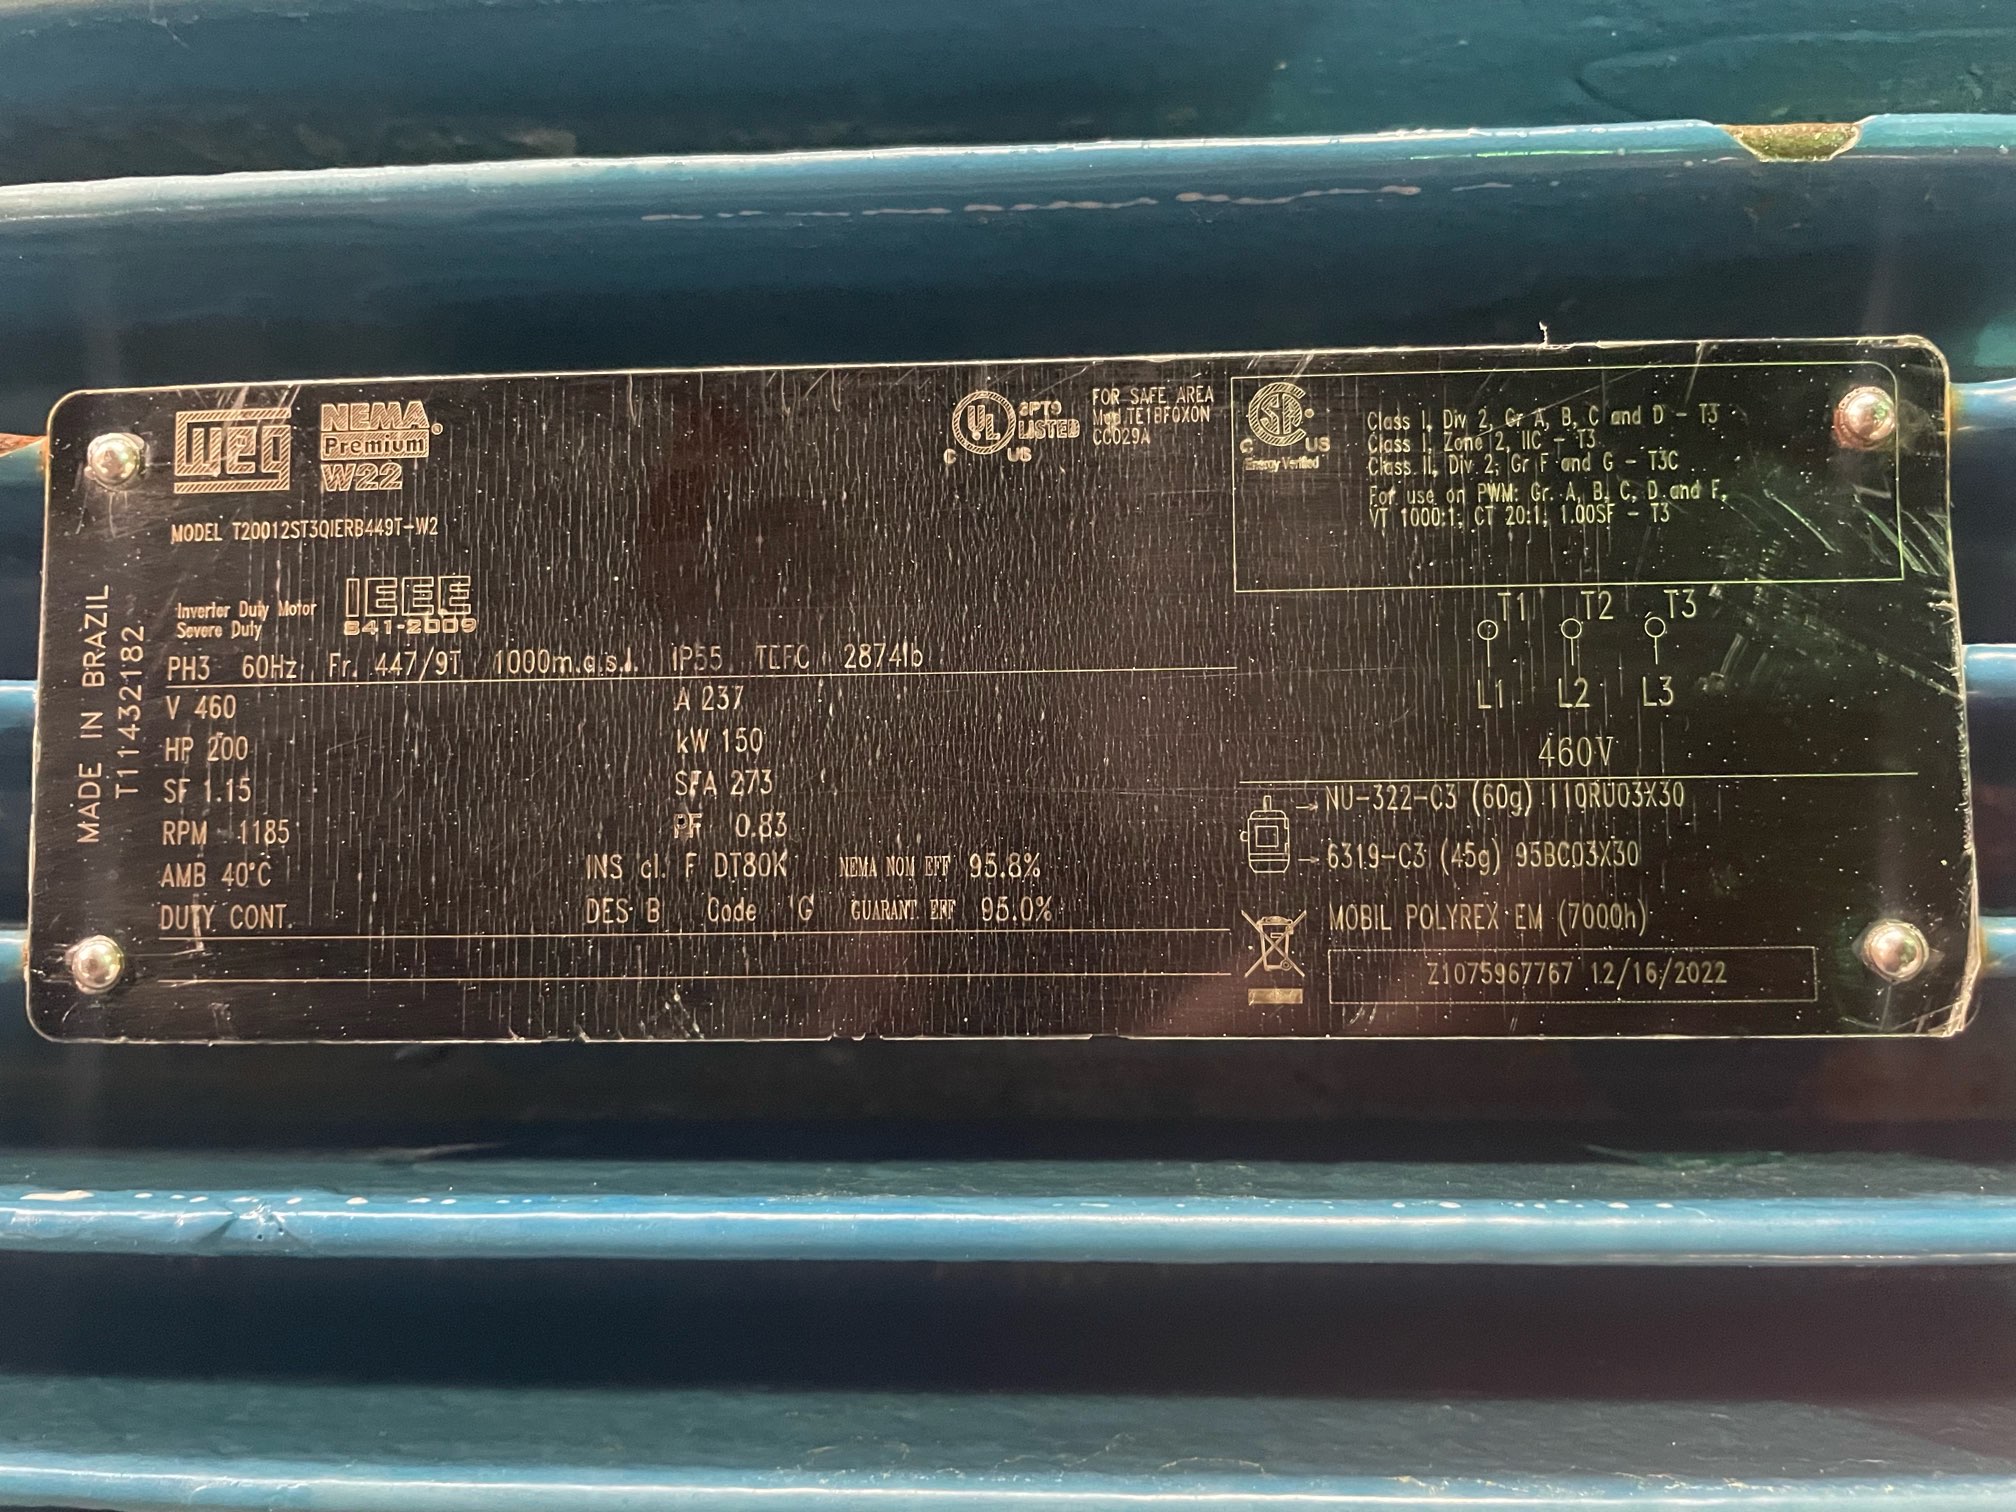 weg
NEMA
Premium®
W22
C UL US
3PT9
LISTED
FOR SAFE AREA
Mod.TE1BF0X0N
CC029A
C US
Energy Verified
Class I, Div 2, Gr A, B, C and D - T3
Class I, Zone 2, IIC - T3
Class II, Div 2, Gr F and G - T3C
For use on PWM: Gr. A, B, C, D and F,
VT 1000:1, CT 20:1, 1.00SF - T3
MODEL T20012ST3QIERB449T-W2
Inverter Duty Motor
Severe Duty
IEEE
841-2009
PH3 60Hz Fr. 447/9T 1000m.a.s.l. IP55 TEFC 2874lb
V 460 A 237
HP 200 kW 150
SF 1.15 SFA 273
RPM 1185 PF 0.83
AMB 40°C INS cl. F DT80K NEMA NOM EFF 95.8%
DUTY CONT. DES B Code G GUARANT EFF 95.0%
MADE IN BRAZIL
T11432182
T1 T2 T3
L1 L2 L3
460V
NU-322-C3 (60g) 110RU03X30
6319-C3 (45g) 95BC03X30
MOBIL POLYREX EM (7000h)
Z1075967767 12/16/2022